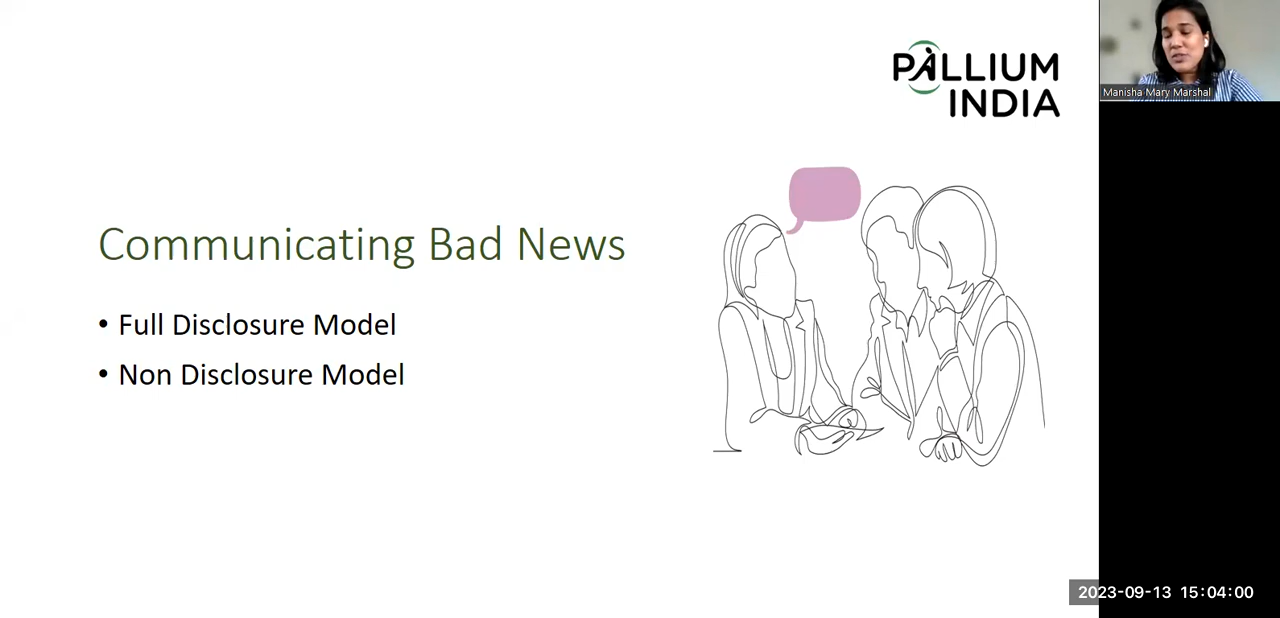 PALLIUM
INDIA
Manisha Mary Marshal
Communicating Bad News
• Full Disclosure Model
• Non Disclosure Model
2023-09-13 15:04:00